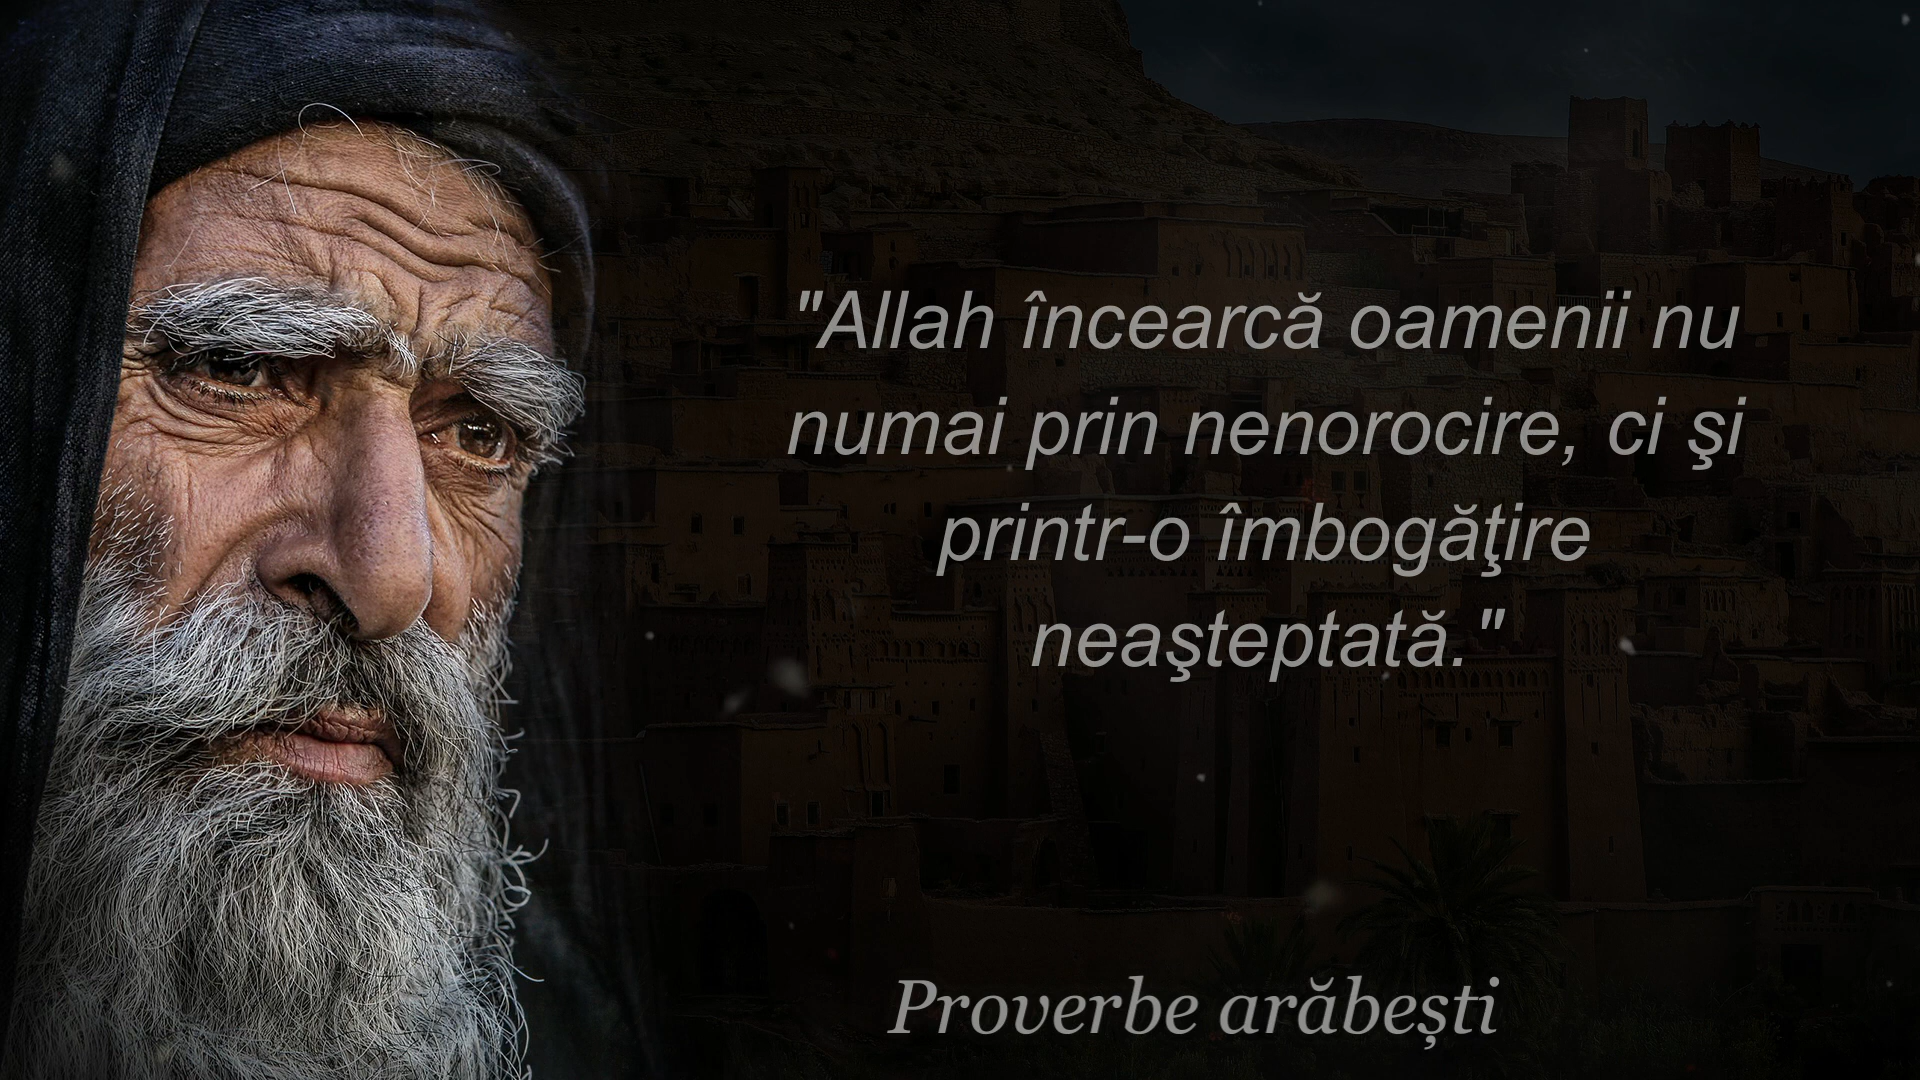 "Allah încearcă oamenii nu
numai prin nenorocire, ci şi
printr-o îmbogăţire
neaşteptată."
Proverbe arăbești